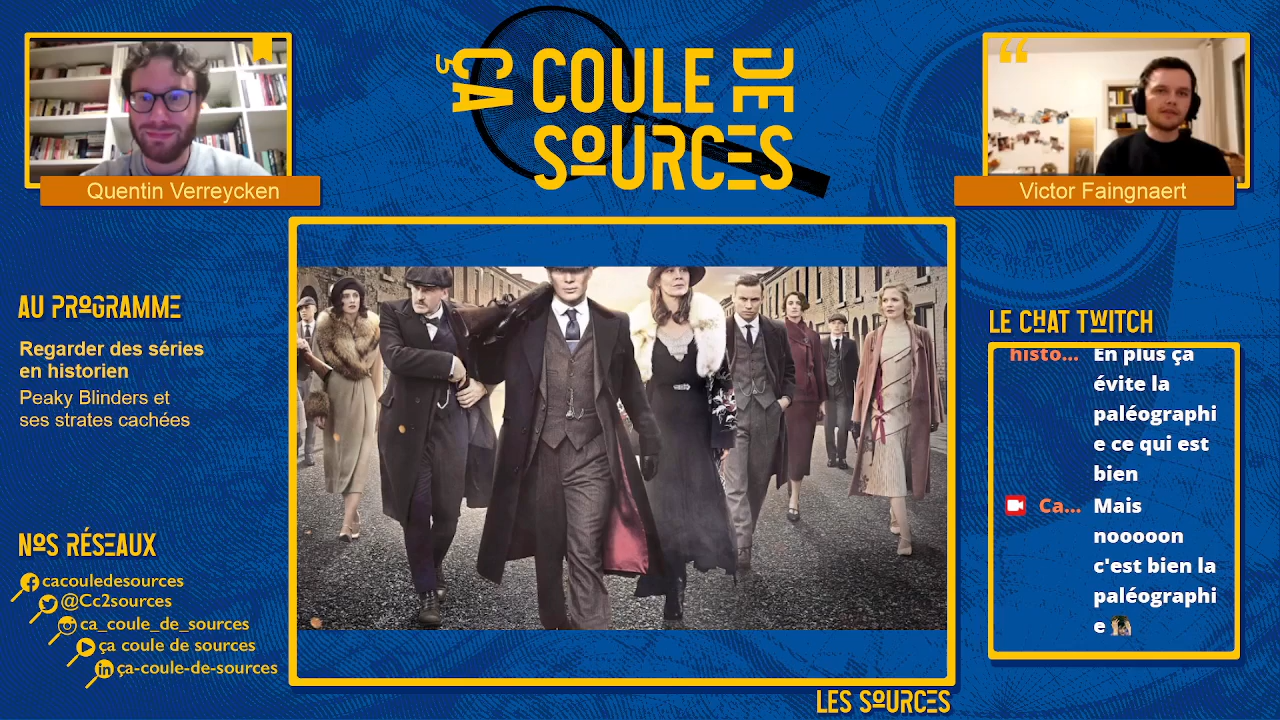 ÇA COULE DE
SOURCES
“
Quentin Verreycken
Victor Faingnaert
AU PROGRAMME
Regarder des séries
en historien
Peaky Blinders et
ses strates cachées
NOS RÉSEAUX
cacouledesources
@Cc2sources
ca_coule_de_sources
ça coule de sources
in ça-coule-de-sources
LE CHAT TWITCH
histo... En plus ça
évite la
paléographi
e ce qui est
bien
Ca... Mais
nooooon
c'est bien la
paléographi
e
LES SOURCES